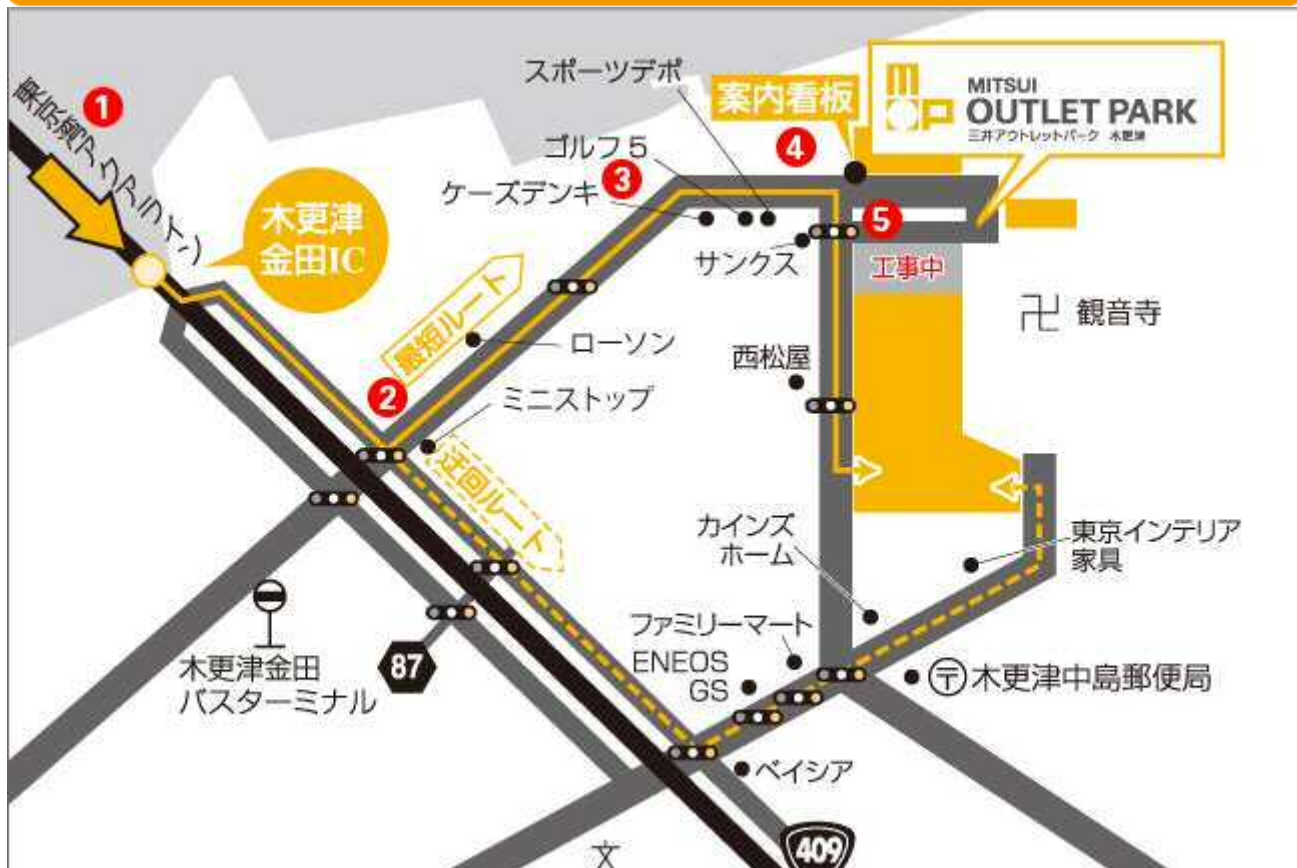 スポーツデポ
案内看板
MITSUI
OUTLET PARK
三井アウトレットパーク 木更津
1
東京湾アクアライン
4
ゴルフ5
3
ケーズデンキ
木更津
金田IC
5
サンクス
工事中
卍 観音寺
最短ルート
ローソン
西松屋
2
ミニストップ
迂回ルート
カインズ
ホーム
東京インテリア
家具
ファミリーマート
ENEOS
GS
木更津金田
バスターミナル
87
〒木更津中島郵便局
ベイシア
文
409